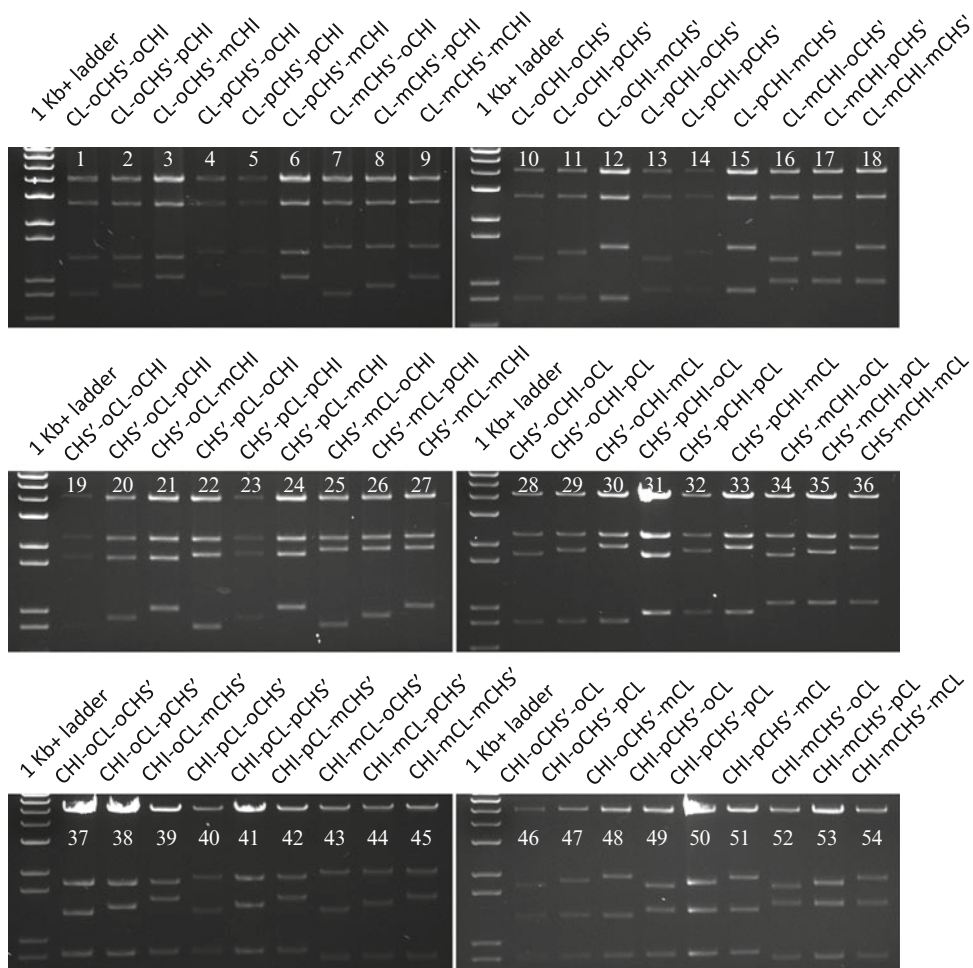 1 Kb+ ladder
CL-oCHS'-oCHI
CL-oCHS'-pCHI
CL-oCHS'-mCHI
CL-pCHS'-oCHI
CL-pCHS'-pCHI
CL-pCHS'-mCHI
CL-mCHS'-oCHI
CL-mCHS'-pCHI
CL-mCHS'-mCHI
1 Kb+ ladder
CL-oCHI-oCHS'
CL-oCHI-pCHS'
CL-oCHI-mCHS'
CL-pCHI-oCHS'
CL-pCHI-pCHS'
CL-pCHI-mCHS'
CL-mCHI-oCHS'
CL-mCHI-pCHS'
CL-mCHI-mCHS'
1 2 3 4 5 6 7 8 9
10 11 12 13 14 15 16 17 18
1 Kb+ ladder
CHS'-oCL-oCHI
CHS'-oCL-pCHI
CHS'-oCL-mCHI
CHS'-pCL-oCHI
CHS'-pCL-pCHI
CHS'-pCL-mCHI
CHS'-mCL-oCHI
CHS'-mCL-pCHI
CHS'-mCL-mCHI
1 Kb+ ladder
CHS'-oCHI-oCL
CHS'-oCHI-pCL
CHS'-oCHI-mCL
CHS'-pCHI-oCL
CHS'-pCHI-pCL
CHS'-pCHI-mCL
CHS'-mCHI-oCL
CHS'-mCHI-pCL
CHS-mCHI-mCL
19 20 21 22 23 24 25 26 27
28 29 30 31 32 33 34 35 36
1 Kb+ ladder
CHI-oCL-oCHS'
CHI-oCL-pCHS'
CHI-oCL-mCHS'
CHI-pCL-oCHS'
CHI-pCL-pCHS'
CHI-pCL-mCHS'
CHI-mCL-oCHS'
CHI-mCL-pCHS'
CHI-mCL-mCHS'
1 Kb+ ladder
CHI-oCHS'-oCL
CHI-oCHS'-pCL
CHI-oCHS'-mCL
CHI-pCHS'-oCL
CHI-pCHS'-pCL
CHI-pCHS'-mCL
CHI-mCHS'-oCL
CHI-mCHS'-pCL
CHI-mCHS'-mCL
37 38 39 40 41 42 43 44 45
46 47 48 49 50 51 52 53 54